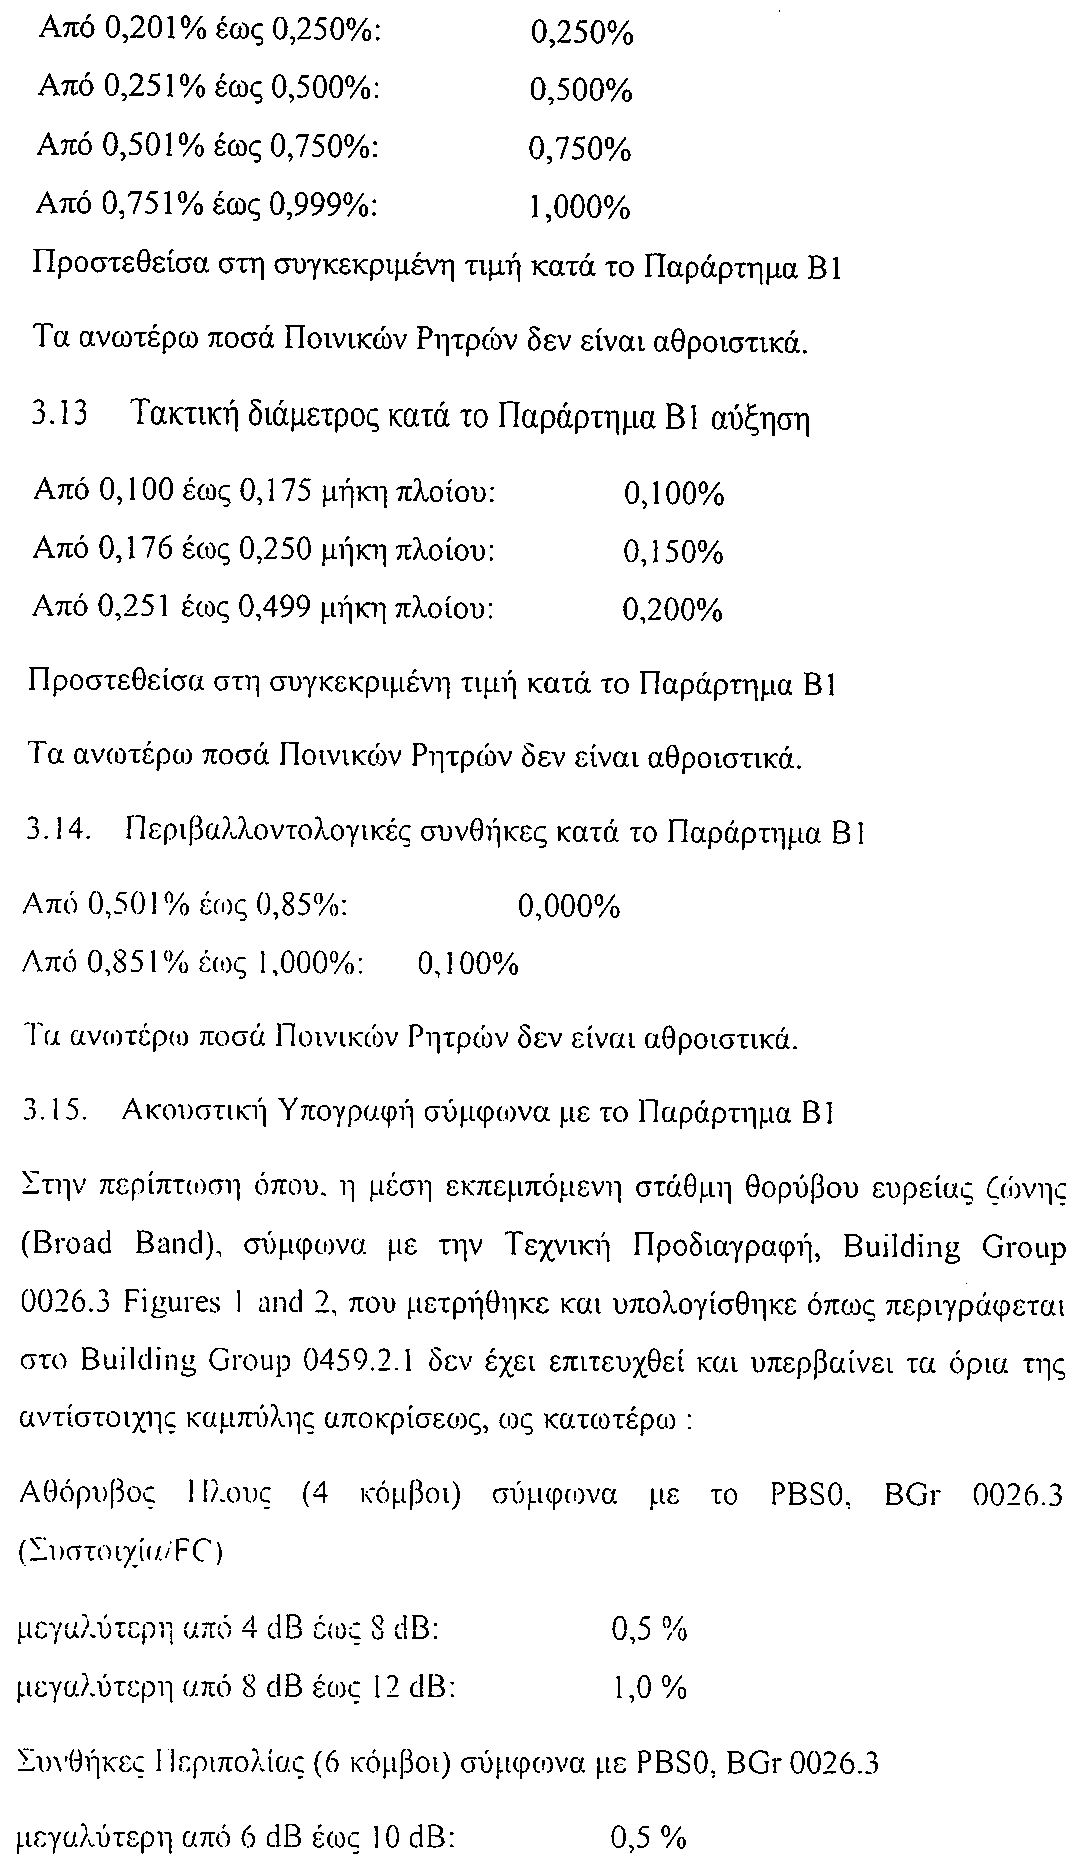 Από 0,201% έως 0,250%: 0,250%
Από 0,251% έως 0,500%: 0,500%
Από 0,501% έως 0,750%: 0,750%
Από 0,751% έως 0,999%: 1,000%
Προστεθείσα στη συγκεκριμένη τιμή κατά το Παράρτημα Β1
Τα ανωτέρω ποσά Ποινικών Ρητρών δεν είναι αθροιστικά.
3.13 Τακτική διάμετρος κατά το Παράρτημα Β1 αύξηση
Από 0,100 έως 0,175 μήκη πλοίου: 0,100%
Από 0,176 έως 0,250 μήκη πλοίου: 0,150%
Από 0,251 έως 0,499 μήκη πλοίου: 0,200%
Προστεθείσα στη συγκεκριμένη τιμή κατά το Παράρτημα Β1
Τα ανωτέρω ποσά Ποινικών Ρητρών δεν είναι αθροιστικά.
3.14. Περιβαλλοντολογικές συνθήκες κατά το Παράρτημα Β1
Από 0,501% έως 0,85%: 0,000%
Από 0,851% έως 1,000%: 0,100%
Τα ανωτέρω ποσά Ποινικών Ρητρών δεν είναι αθροιστικά.
3.15. Ακουστική Υπογραφή σύμφωνα με το Παράρτημα Β1
Στην περίπτωση όπου, η μέση εκπεμπόμενη στάθμη θορύβου ευρείας ζώνης
(Broad Band), σύμφωνα με την Τεχνική Προδιαγραφή, Building Group
0026.3 Figures 1 and 2, που μετρήθηκε και υπολογίσθηκε όπως περιγράφεται
στο Building Group 0459.2.1 δεν έχει επιτευχθεί και υπερβαίνει τα όρια της
αντίστοιχης καμπύλης αποκρίσεως, ως κατωτέρω :
Αθόρυβος Πλους (4 κόμβοι) σύμφωνα με το PBS0, BGr 0026.3
(Συστοιχία/FC)
μεγαλύτερη από 4 dB έως 8 dB: 0,5 %
μεγαλύτερη από 8 dB έως 12 dB: 1,0 %
Συνθήκες Περιπολίας (6 κόμβοι) σύμφωνα με PBS0, BGr 0026.3
μεγαλύτερη από 6 dB έως 10 dB: 0,5 %